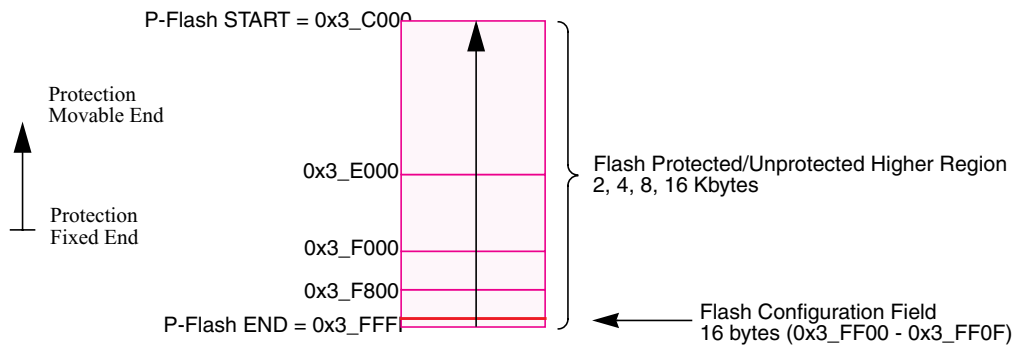 P-Flash START = 0x3_C000
Protection
Movable End
0x3_E000
Flash Protected/Unprotected Higher Region
2, 4, 8, 16 Kbytes
Protection
Fixed End
0x3_F000
0x3_F800
P-Flash END = 0x3_FFF
Flash Configuration Field
16 bytes (0x3_FF00 - 0x3_FF0F)